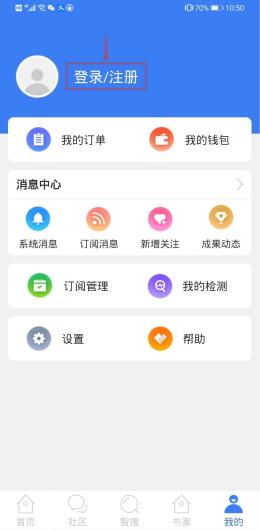 70% 10:50
登录/注册
我的订单 我的钱包
消息中心
系统消息 订阅消息 新增关注 成果动态
订阅管理 我的检测
设置 帮助
首页 社区 智搜 书案 我的